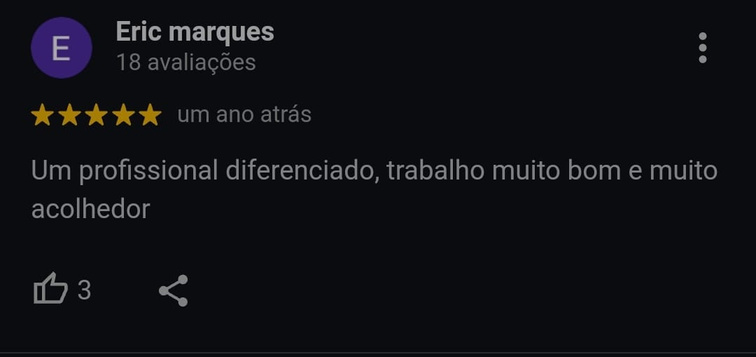 E
Eric marques
18 avaliações
um ano atrás
Um profissional diferenciado, trabalho muito bom e muito
acolhedor
3